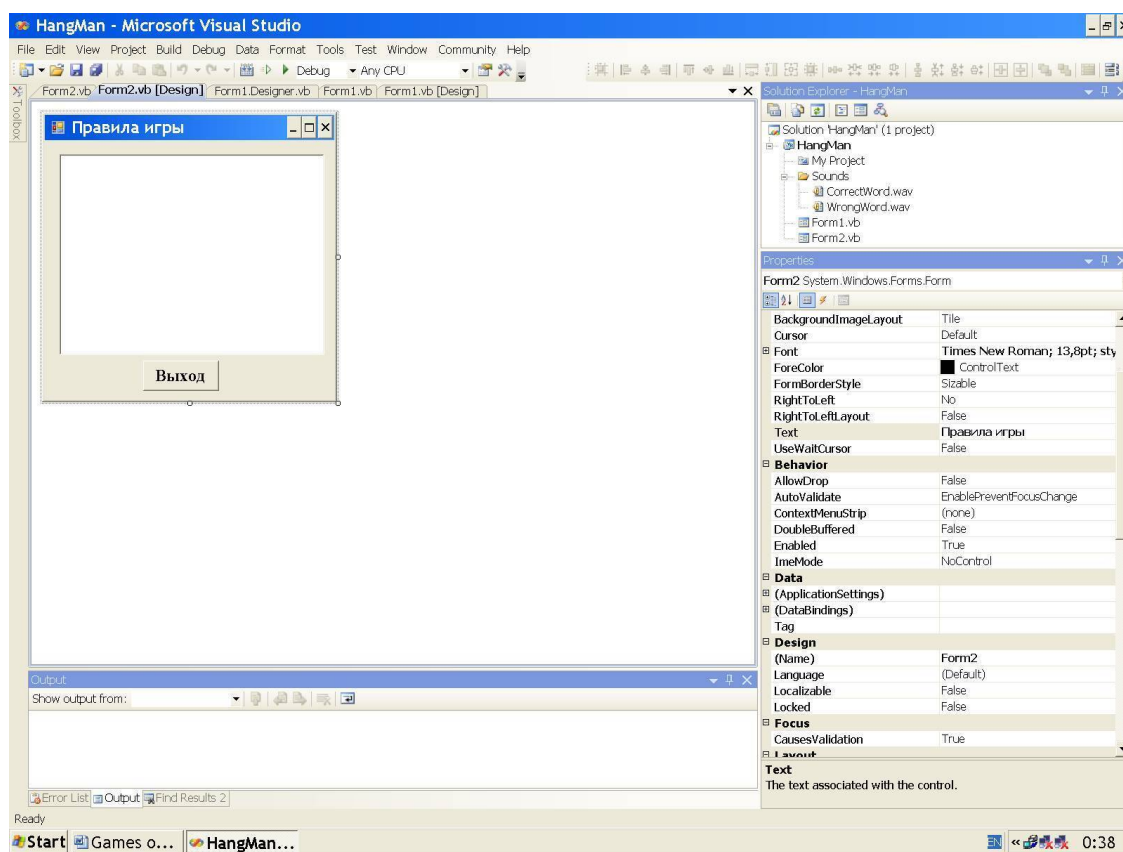 HangMan - Microsoft Visual Studio
File Edit View Project Build Debug Data Format Tools Test Window Community Help
Debug Any CPU
Toolbox
Form2.vb Form2.vb [Design] Form1.Designer.vb Form1.vb Form1.vb [Design]
Правила игры
Выход
Solution Explorer - HangMan
Solution 'HangMan' (1 project)
HangMan
My Project
Sounds
CorrectWord.wav
WrongWord.wav
Form1.vb
Form2.vb
Properties
Form2 System.Windows.Forms.Form
BackgroundImageLayout Tile
Cursor Default
Font Times New Roman; 13,8pt; sty
ForeColor ControlText
FormBorderStyle Sizable
RightToLeft No
RightToLeftLayout False
Text Правила игры
UseWaitCursor False
Behavior
AllowDrop False
AutoValidate EnablePreventFocusChange
ContextMenuStrip (none)
DoubleBuffered False
Enabled True
ImeMode NoControl
Data
(ApplicationSettings)
(DataBindings)
Tag
Design
(Name) Form2
Language (Default)
Localizable False
Locked False
Focus
CausesValidation True
Layout
Text
The text associated with the control.
Output
Show output from:
Error List Output Find Results 2
Ready
Start Games o... HangMan... EN « 0:38